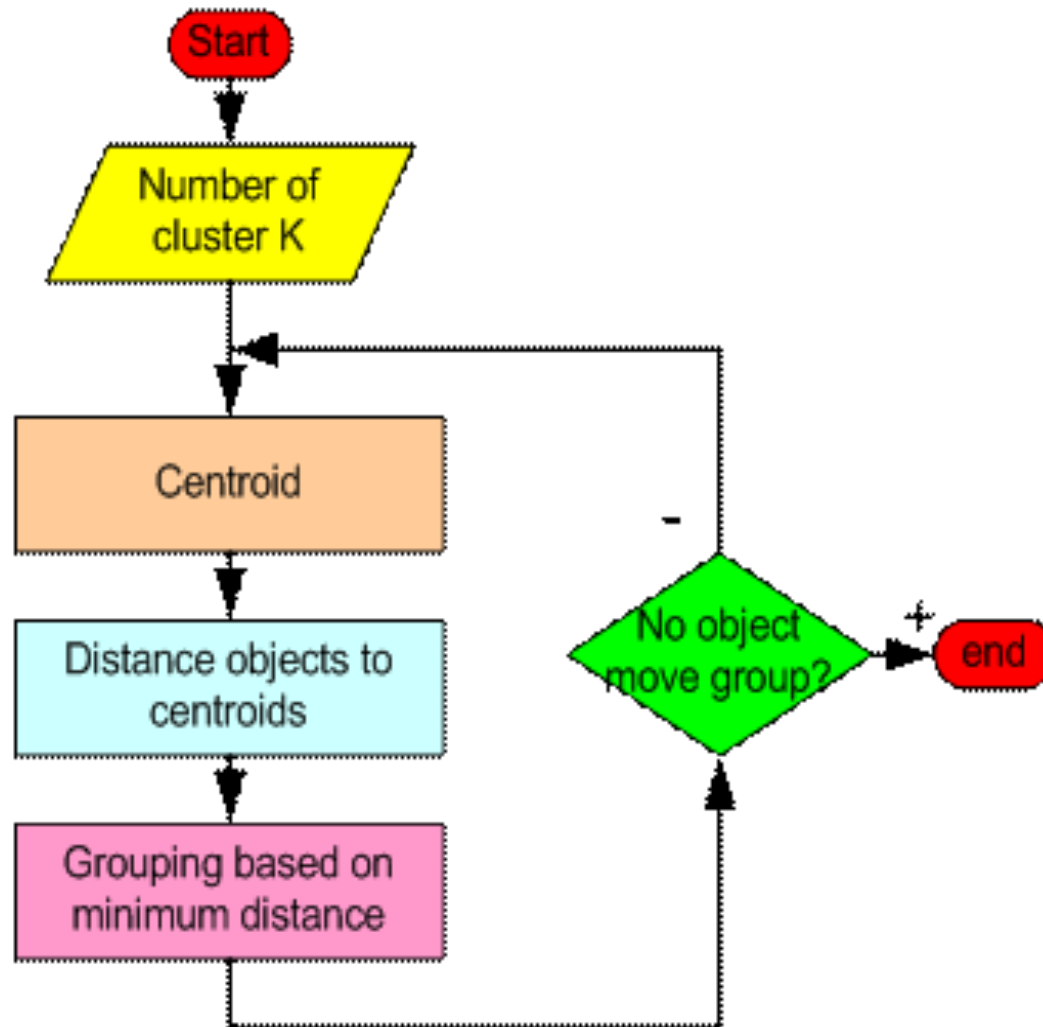 Start
Number of
cluster K
Centroid
Distance objects to
centroids
Grouping based on
minimum distance
-
No object
move group?
+
end